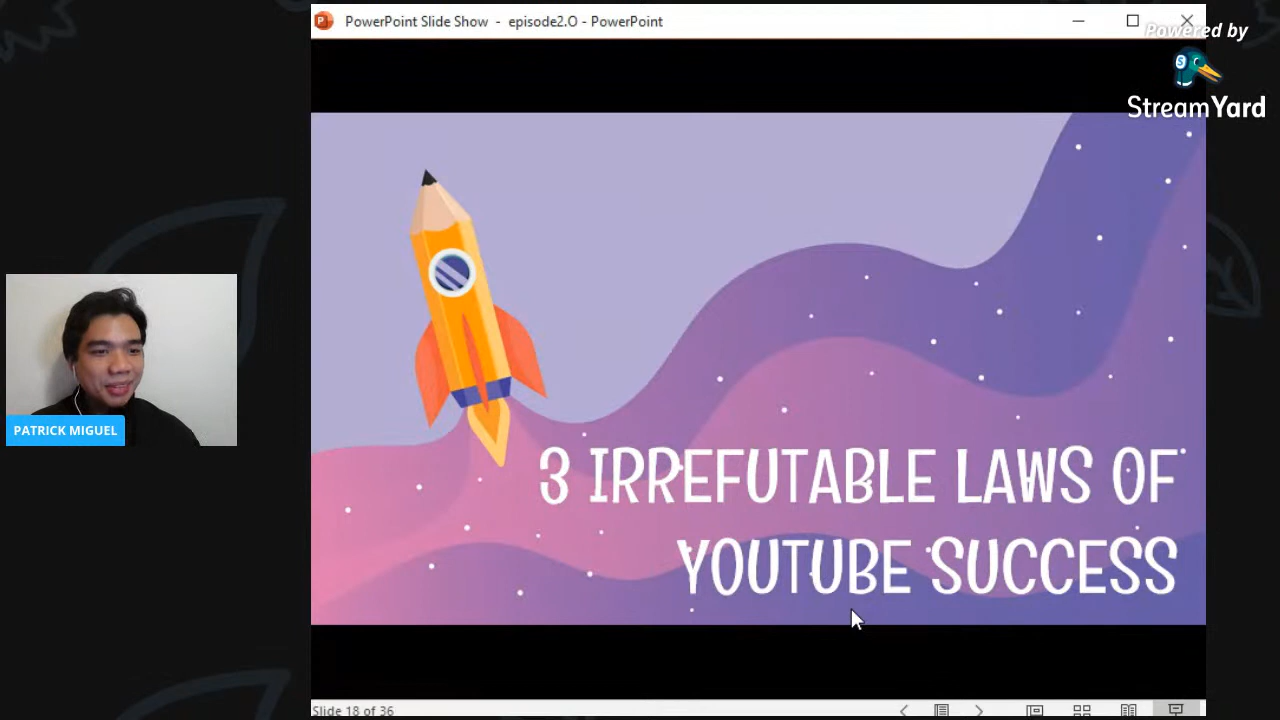 PowerPoint Slide Show - episode2.O - PowerPoint
Powered by
StreamYard
PATRICK MIGUEL
3 IRREFUTABLE LAWS OF
YOUTUBE SUCCESS
Slide 18 of 36